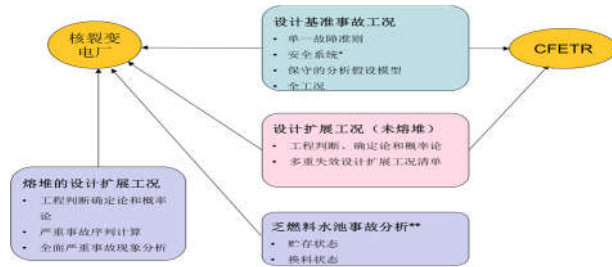 核裂变
电厂
设计基准事故工况
• 单一故障准则
• 安全系统*
• 保守的分析假设模型
• 全工况
CFETR
设计扩展工况（未熔堆）
• 工程判断、确定论和概率论
• 多重失效设计扩展工况清单
熔堆的设计扩展工况
• 工程判断确定论和概率
论
• 严重事故序列计算
• 全面严重事故现象分析
乏燃料水池事故分析**
• 贮存状态
• 换料状态